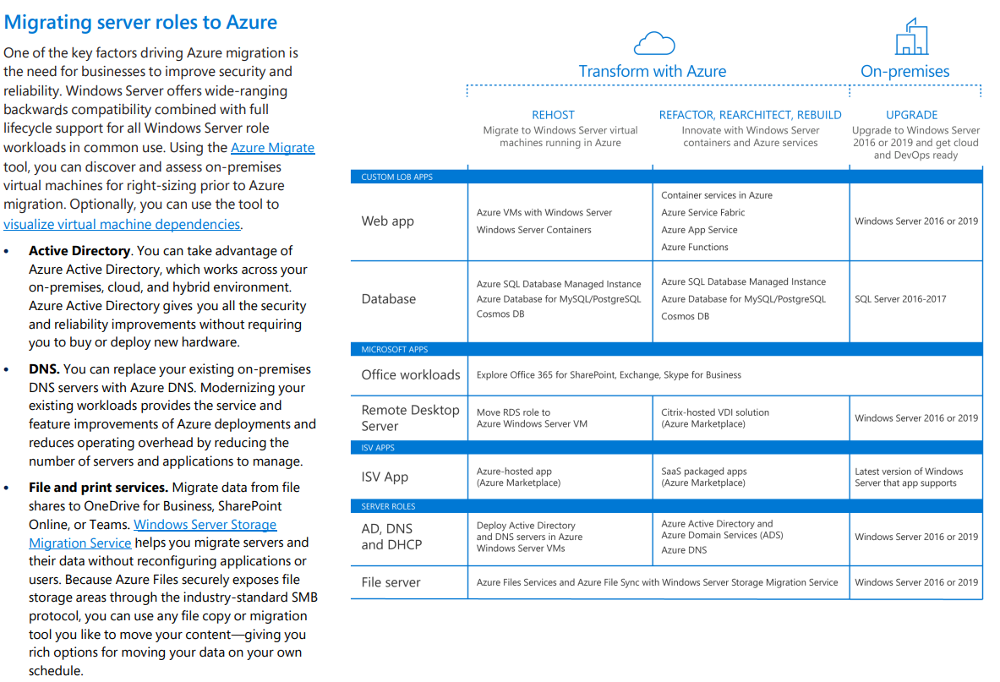 Migrating server roles to Azure
One of the key factors driving Azure migration is
the need for businesses to improve security and
reliability. Windows Server offers wide-ranging
backwards compatibility combined with full
lifecycle support for all Windows Server role
workloads in common use. Using the Azure Migrate
tool, you can discover and assess on-premises
virtual machines for right-sizing prior to Azure
migration. Optionally, you can use the tool to
visualize virtual machine dependencies.
• Active Directory. You can take advantage of
Azure Active Directory, which works across your
on-premises, cloud, and hybrid environment.
Azure Active Directory gives you all the security
and reliability improvements without requiring
you to buy or deploy new hardware.
• DNS. You can replace your existing on-premises
DNS servers with Azure DNS. Modernizing your
existing workloads provides the service and
feature improvements of Azure deployments and
reduces operating overhead by reducing the
number of servers and applications to manage.
• File and print services. Migrate data from file
shares to OneDrive for Business, SharePoint
Online, or Teams. Windows Server Storage
Migration Service helps you migrate servers and
their data without reconfiguring applications or
users. Because Azure Files securely exposes file
storage areas through the industry-standard SMB
protocol, you can use any file copy or migration
tool you like to move your content—giving you
rich options for moving your data on your own
schedule.
Transform with Azure
On-premises
REHOST
Migrate to Windows Server virtual
machines running in Azure
REFACTOR, REARCHITECT, REBUILD
Innovate with Windows Server
containers and Azure services
UPGRADE
Upgrade to Windows Server
2016 or 2019 and get cloud
and DevOps ready
CUSTOM LOB APPS
Web app
Azure VMs with Windows Server
Windows Server Containers
Container services in Azure
Azure Service Fabric
Azure App Service
Azure Functions
Windows Server 2016 or 2019
Database
Azure SQL Database Managed Instance
Azure Database for MySQL/PostgreSQL
Cosmos DB
Azure SQL Database Managed Instance
Azure Database for MySQL/PostgreSQL
Cosmos DB
SQL Server 2016-2017
MICROSOFT APPS
Office workloads
Explore Office 365 for SharePoint, Exchange, Skype for Business
Remote Desktop
Server
Move RDS role to
Azure Windows Server VM
Citrix-hosted VDI solution
(Azure Marketplace)
Windows Server 2016 or 2019
ISV APPS
ISV App
Azure-hosted app
(Azure Marketplace)
SaaS packaged apps
(Azure Marketplace)
Latest version of Windows
Server that app supports
SERVER ROLES
AD, DNS
and DHCP
Deploy Active Directory
and DNS servers in Azure
Windows Server VMs
Azure Active Directory and
Azure Domain Services (ADS)
Azure DNS
Windows Server 2016 or 2019
File server
Azure Files Services and Azure File Sync with Windows Server Storage Migration Service
Windows Server 2016 or 2019